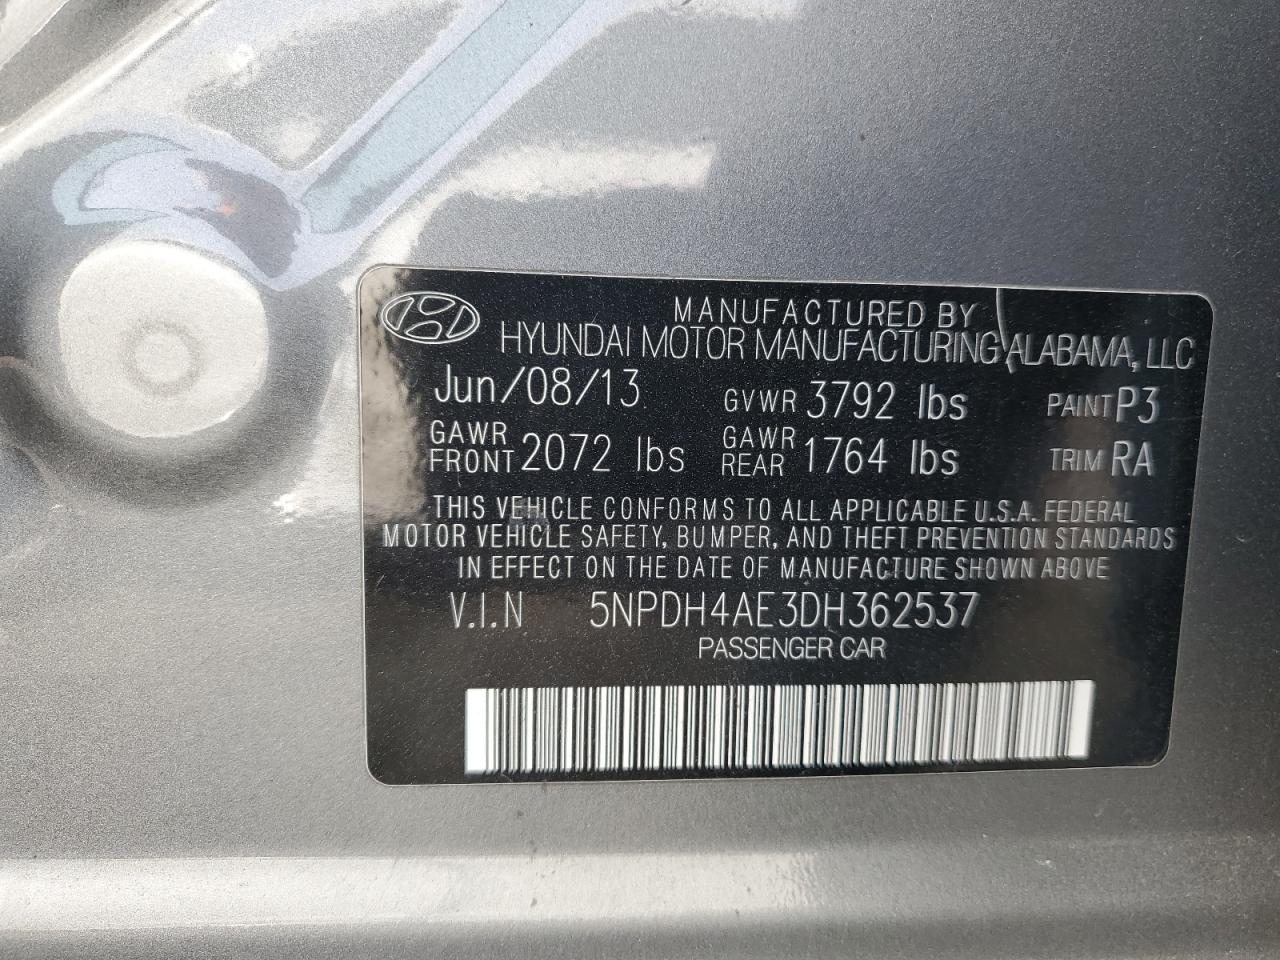 MANUFACTURED BY
HYUNDAI MOTOR MANUFACTURING ALABAMA, LLC
Jun/08/13 GVWR 3792 lbs PAINT P3
GAWR FRONT 2072 lbs GAWR REAR 1764 lbs TRIM RA
THIS VEHICLE CONFORMS TO ALL APPLICABLE U.S.A. FEDERAL
MOTOR VEHICLE SAFETY, BUMPER, AND THEFT PREVENTION STANDARDS
IN EFFECT ON THE DATE OF MANUFACTURE SHOWN ABOVE
V.I.N 5NPDH4AE3DH362537
PASSENGER CAR